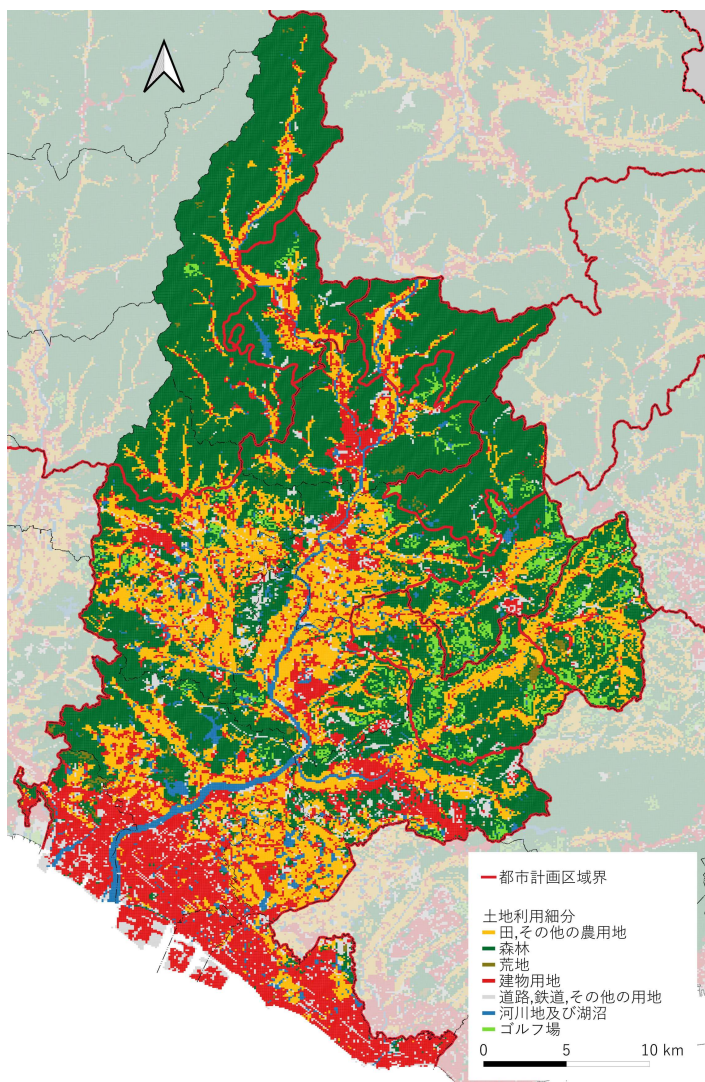 都市計画区域界
土地利用細分
田,その他の農用地
森林
荒地
建物用地
道路,鉄道,その他の用地
河川地及び湖沼
ゴルフ場
0 5 10 km